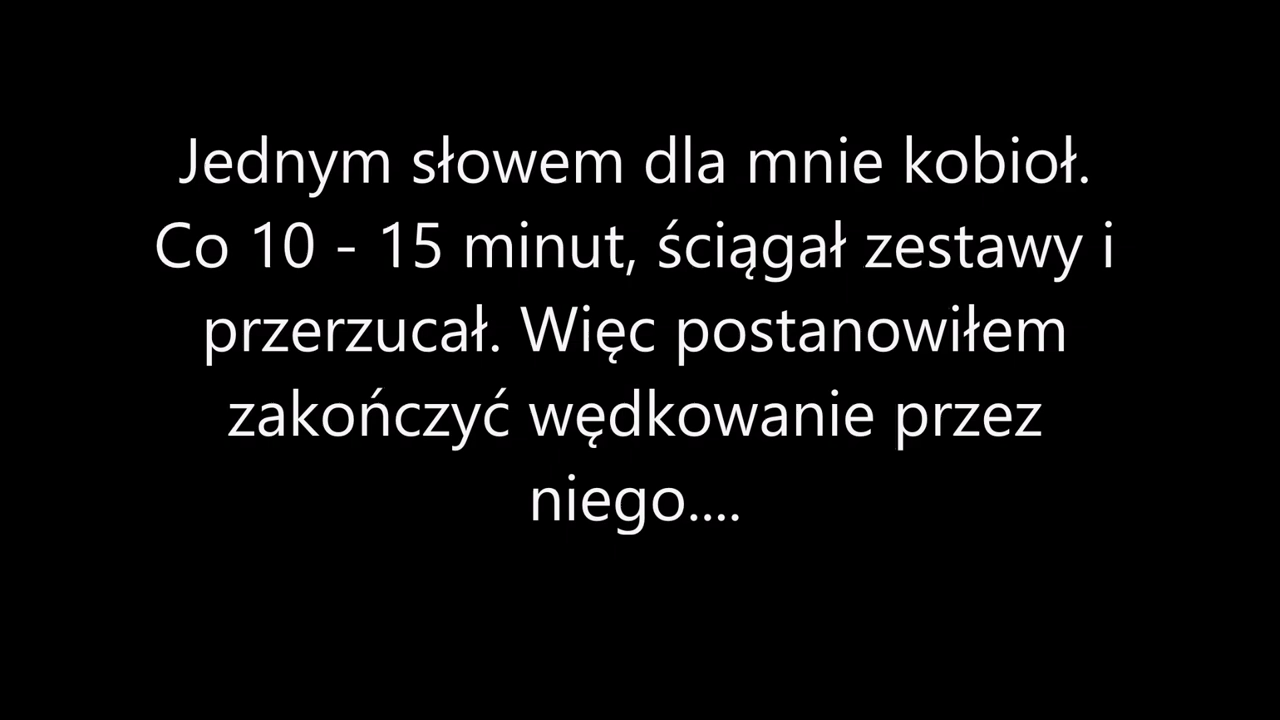 Jednym słowem dla mnie kobioł.
Co 10 - 15 minut, ściągał zestawy i
przerzucał. Więc postanowiłem
zakończyć wędkowanie przez
niego....